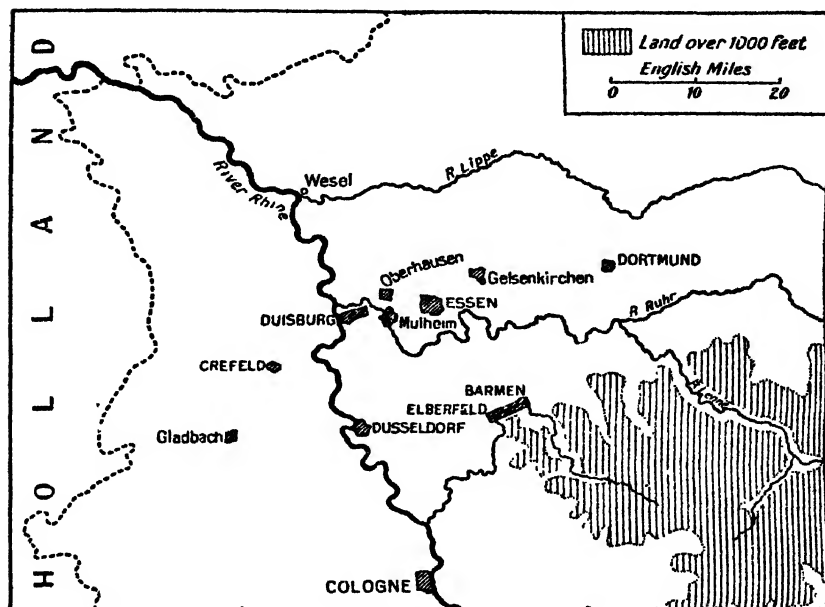 Land over 1000 feet
English Miles
0 10 20
HOLLAND
River Rhine
Wesel
R. Lippe
Oberhausen
Gelsenkirchen
DORTMUND
DUISBURG
Mulheim
ESSEN
R. Ruhr
CREFELD
BARMEN
ELBERFELD
Gladbach
DUSSELDORF
COLOGNE